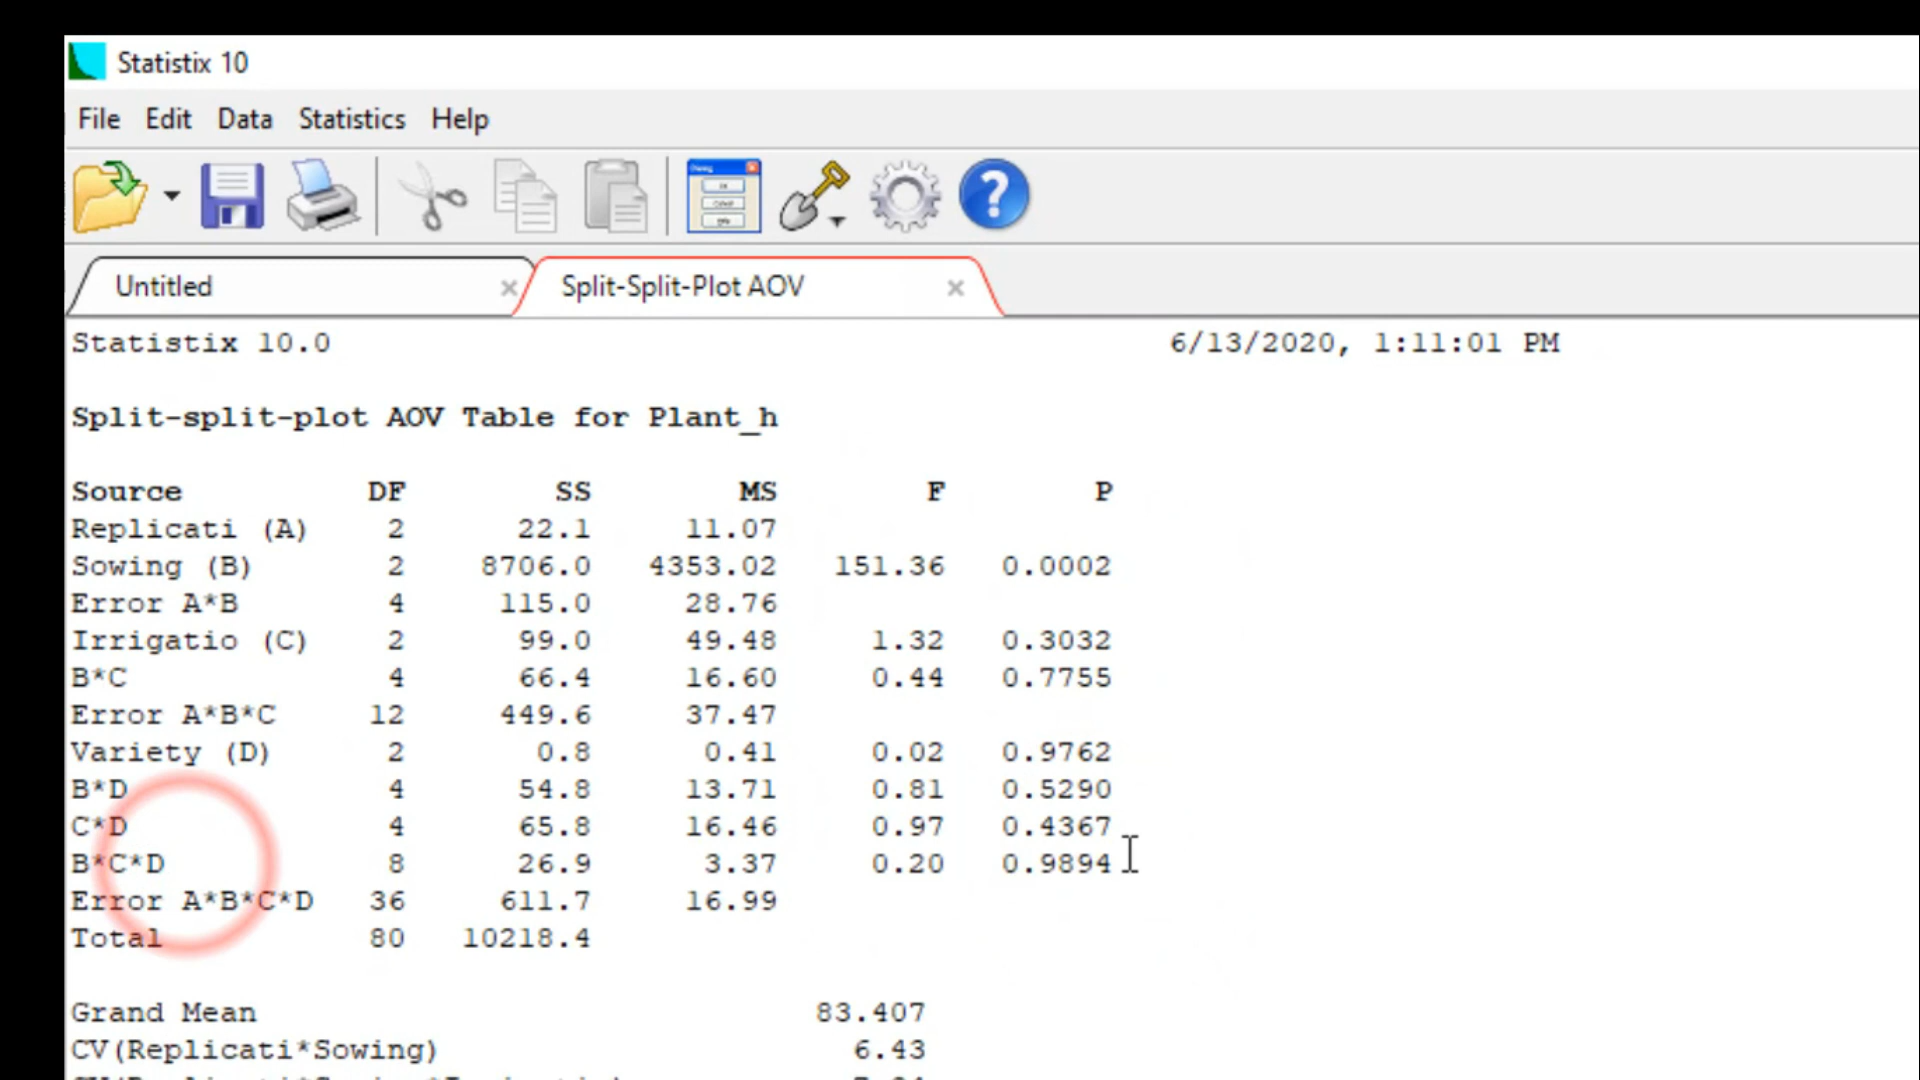 Statistix 10
File Edit Data Statistics Help
Untitled
Split-Split-Plot AOV
Statistix 10.0 6/13/2020, 1:11:01 PM
Split-split-plot AOV Table for Plant_h
Source DF SS MS F P
Replicati (A) 2 22.1 11.07
Sowing (B) 2 8706.0 4353.02 151.36 0.0002
Error A*B 4 115.0 28.76
Irrigatio (C) 2 99.0 49.48 1.32 0.3032
B*C 4 66.4 16.60 0.44 0.7755
Error A*B*C 12 449.6 37.47
Variety (D) 2 0.8 0.41 0.02 0.9762
B*D 4 54.8 13.71 0.81 0.5290
C*D 4 65.8 16.46 0.97 0.4367
B*C*D 8 26.9 3.37 0.20 0.9894
Error A*B*C*D 36 611.7 16.99
Total 80 10218.4
Grand Mean 83.407
CV(Replicati*Sowing) 6.43